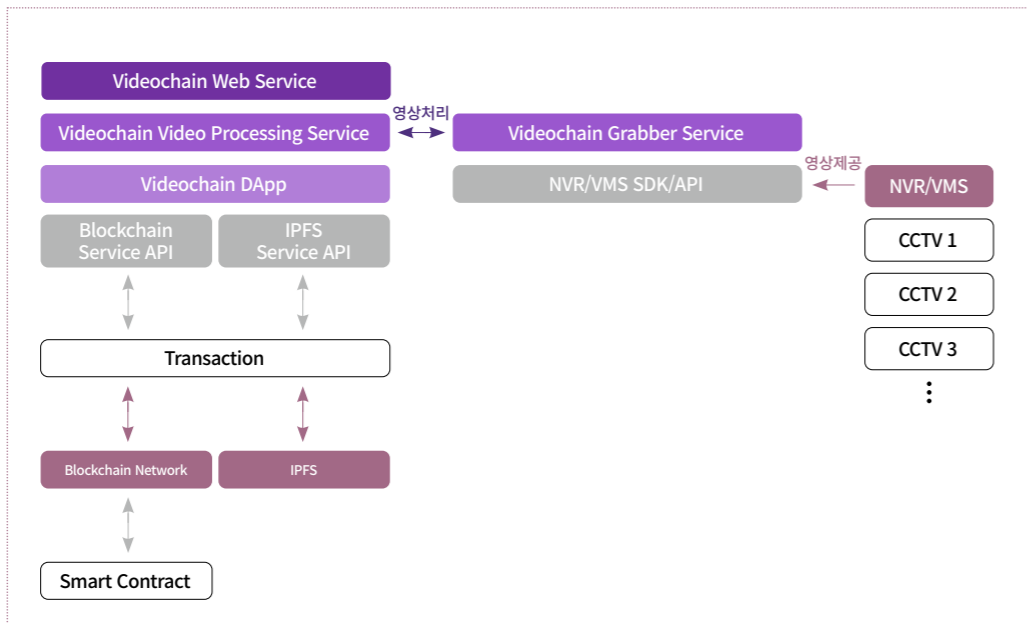 Videochain Web Service
Videochain Video Processing Service
영상처리
Videochain Grabber Service
Videochain DApp
NVR/VMS SDK/API
영상제공
NVR/VMS
Blockchain
Service API
IPFS
Service API
CCTV 1
CCTV 2
CCTV 3
Transaction
Blockchain Network
IPFS
Smart Contract